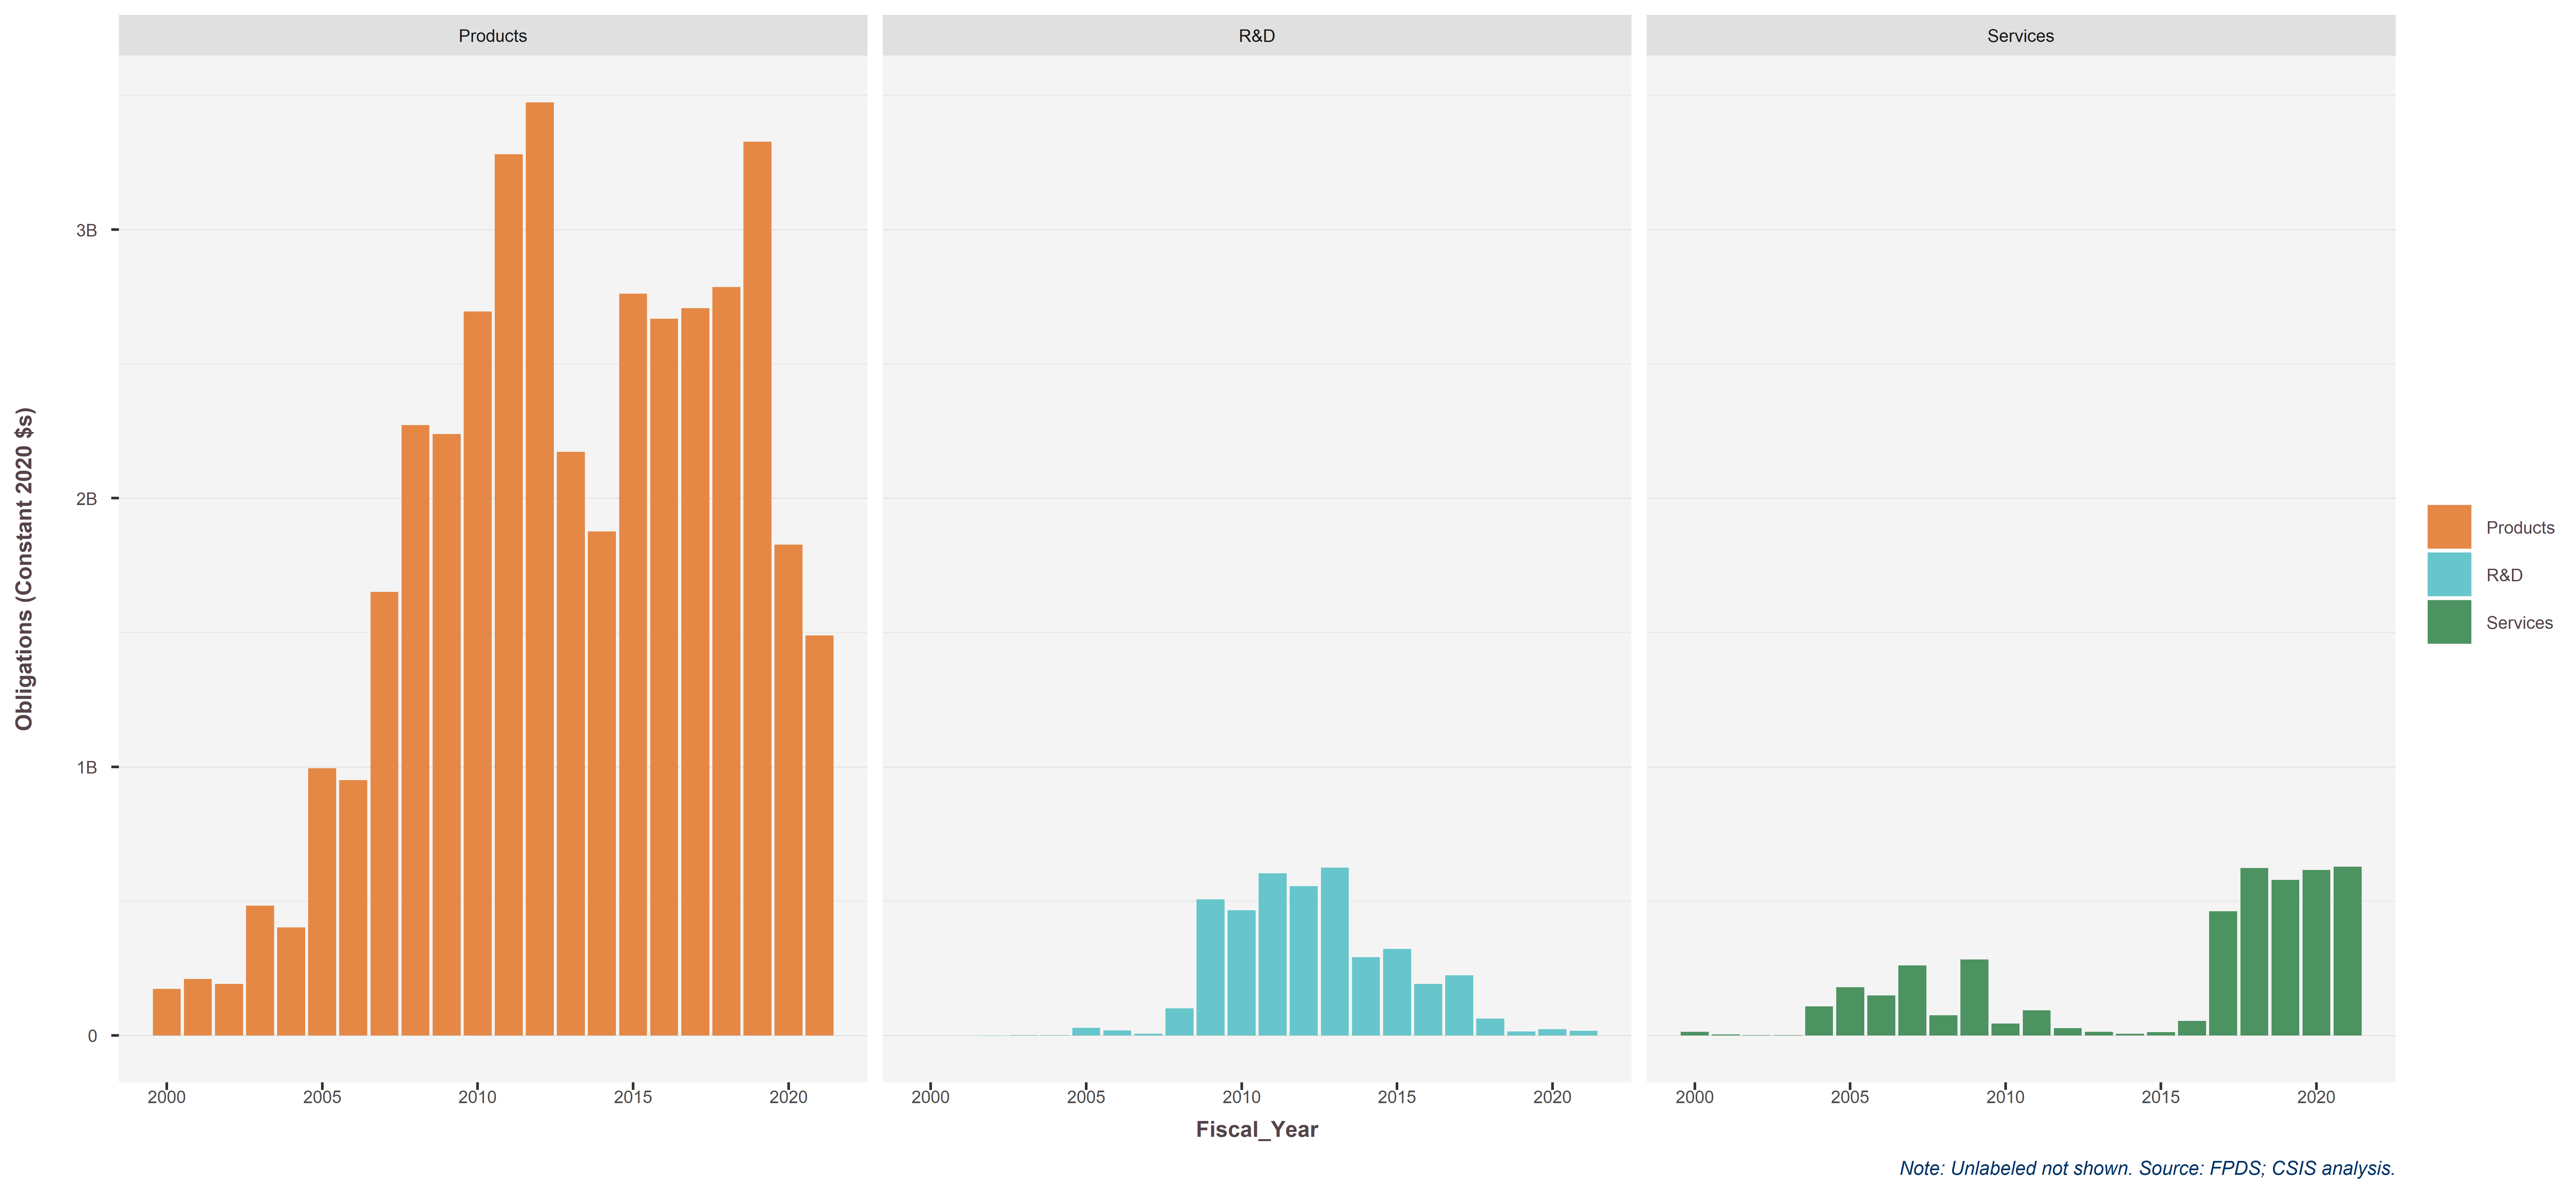 Products
R&D
Services
Obligations (Constant 2020 $s)
3B
2B
1B
0
2000
2005
2010
2015
2020
2000
2005
2010
2015
2020
2000
2005
2010
2015
2020
Fiscal_Year
Products
R&D
Services
Note: Unlabeled not shown. Source: FPDS; CSIS analysis.